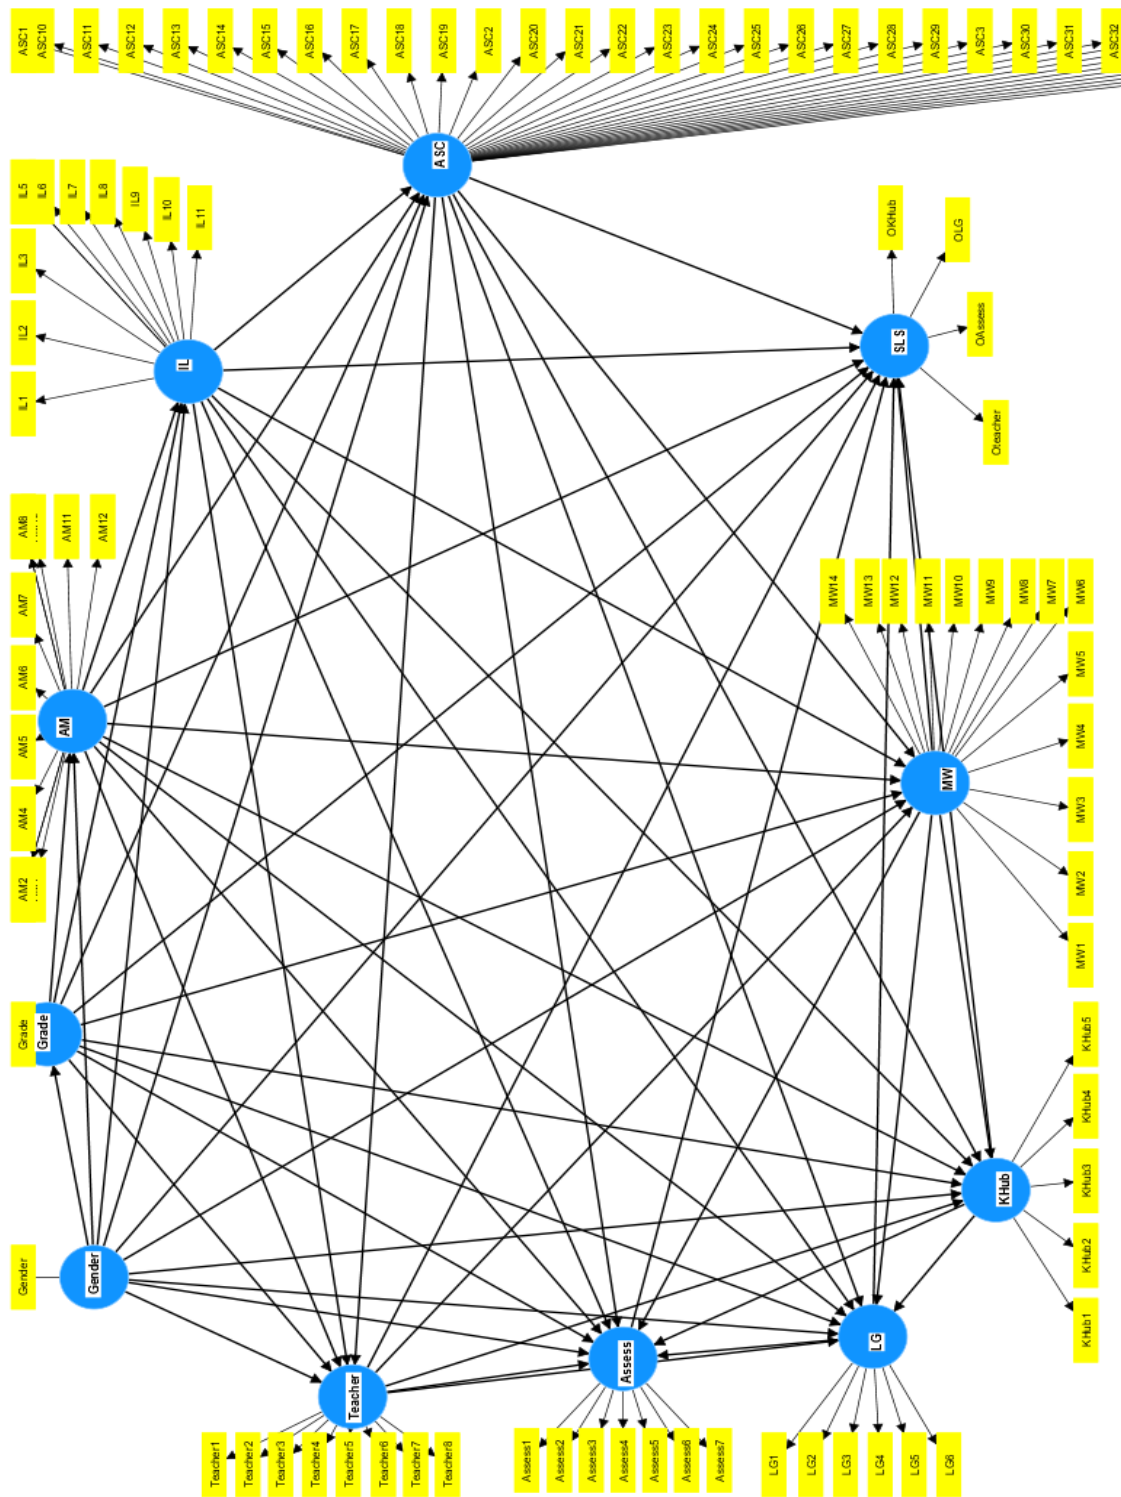 ASC1
ASC10
ASC11
ASC12
ASC13
ASC14
ASC15
ASC16
ASC17
ASC18
ASC19
ASC2
ASC20
ASC21
ASC22
ASC23
ASC24
ASC25
ASC26
ASC27
ASC28
ASC29
ASC3
ASC30
ASC31
ASC32
ASC
IL5
IL6
IL7
IL8
IL9
IL10
IL11
IL3
IL2
IL1
IL
OKHub
OLG
OAssess
Oteacher
SLS
AM8
AM11
AM12
AM7
AM6
AM5
AM4
AM2
AM
MW14
MW13
MW12
MW11
MW10
MW9
MW8
MW7
MW6
MW5
MW4
MW3
MW2
MW1
MW
Grade
Grade
Gender
Gender
KHub5
KHub4
KHub3
KHub2
KHub1
KHub
Teacher
Teacher1
Teacher2
Teacher3
Teacher4
Teacher5
Teacher6
Teacher7
Teacher8
Assess
Assess1
Assess2
Assess3
Assess4
Assess5
Assess6
Assess7
LG
LG1
LG2
LG3
LG4
LG5
LG6